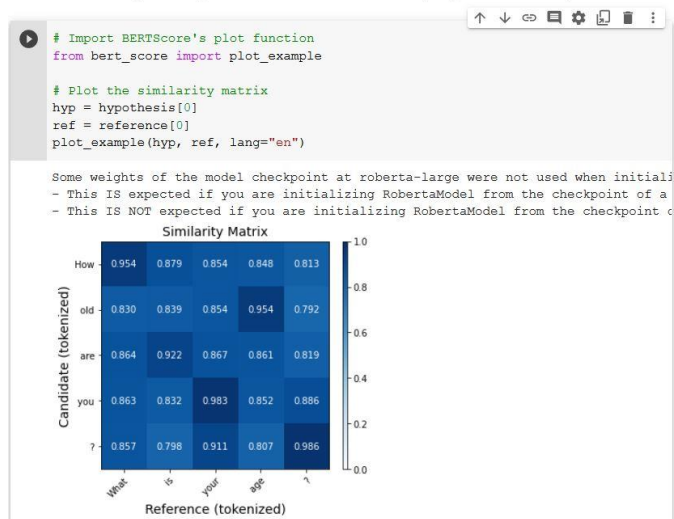 # Import BERTScore's plot function
from bert_score import plot_example
# Plot the similarity matrix
hyp = hypothesis[0]
ref = reference[0]
plot_example(hyp, ref, lang="en")
Some weights of the model checkpoint at roberta-large were not used when initiali
- This IS expected if you are initializing RobertaModel from the checkpoint of a
- This IS NOT expected if you are initializing RobertaModel from the checkpoint
Similarity Matrix
How 0.954 0.879 0.854 0.848 0.813
old 0.830 0.839 0.854 0.954 0.792
are 0.864 0.922 0.867 0.861 0.819
you 0.863 0.832 0.983 0.852 0.886
? 0.857 0.798 0.911 0.807 0.986
Candidate (tokenized)
What is your age ?
Reference (tokenized)
1.0
0.8
0.6
0.4
0.2
0.0